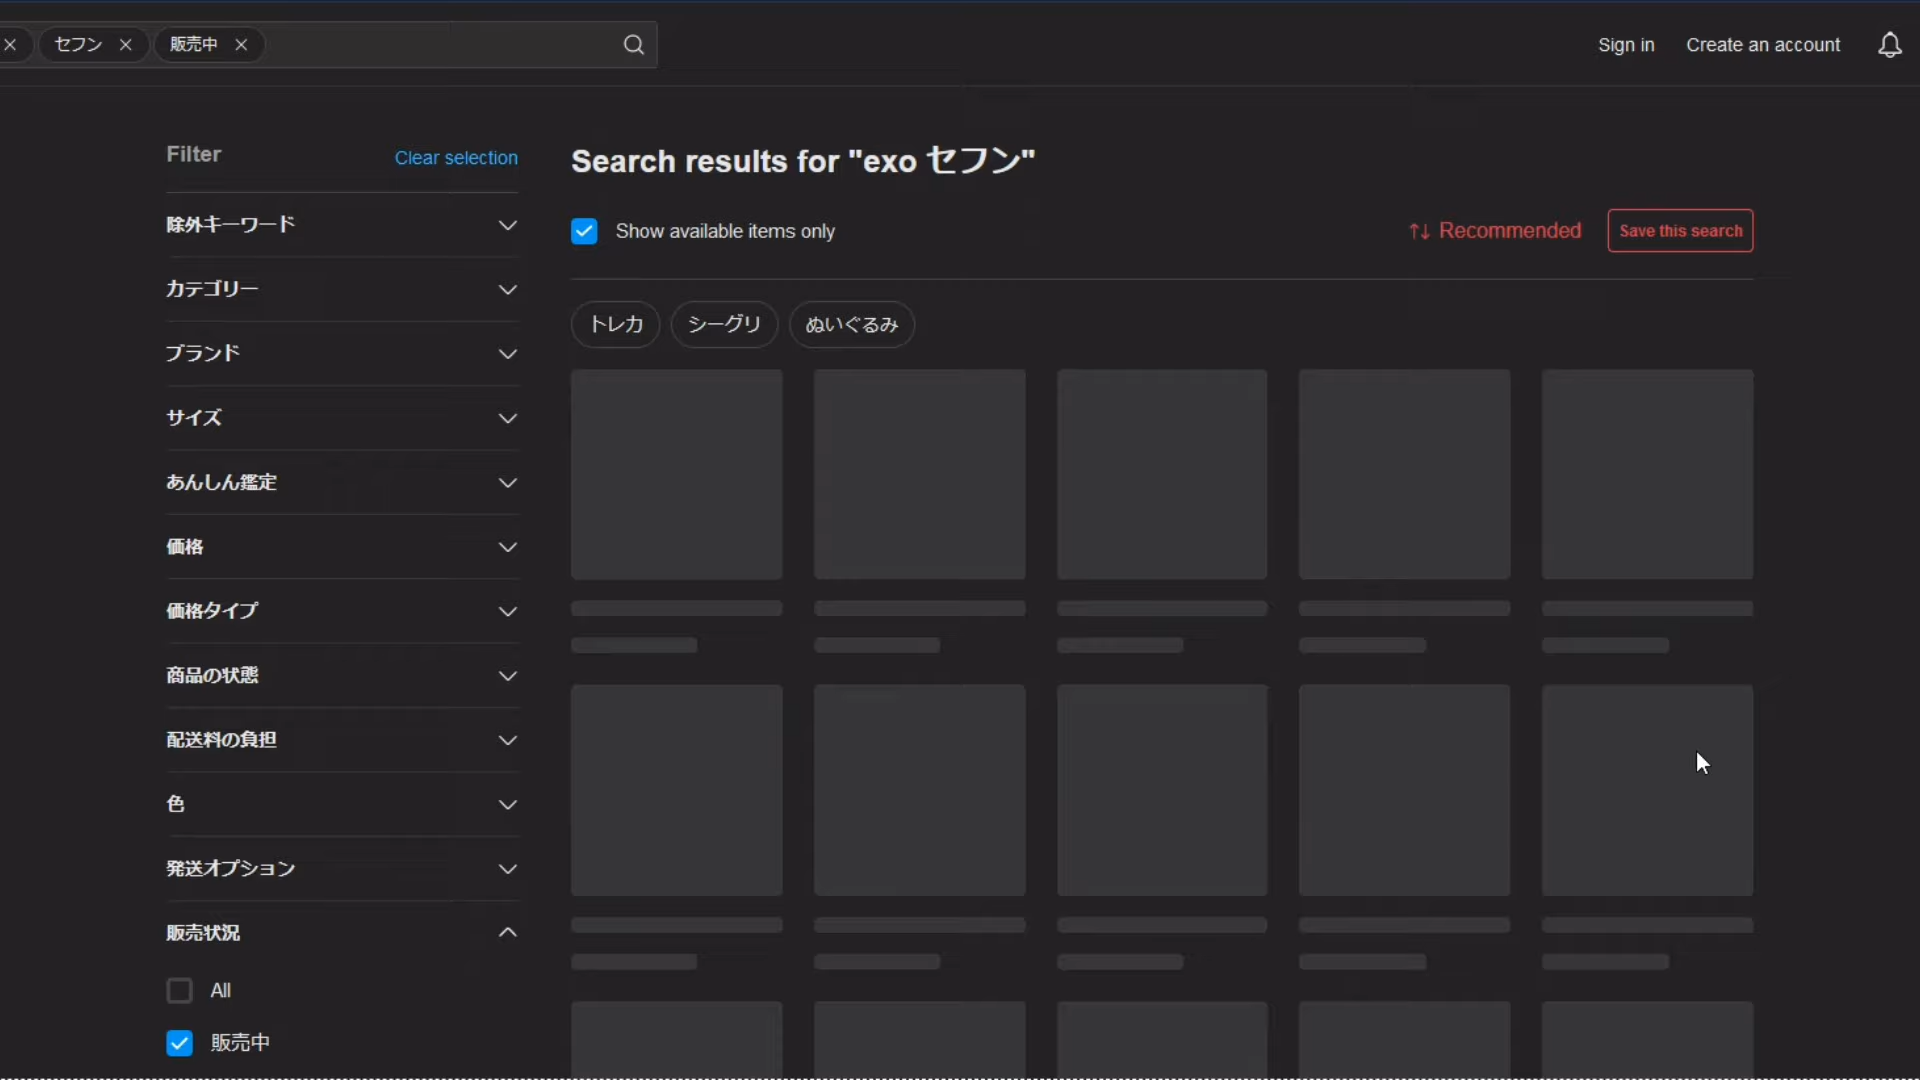 セフン 販売中
Sign in Create an account
Filter Clear selection
除外キーワード
カテゴリー
ブランド
サイズ
あんしん鑑定
価格
価格タイプ
商品の状態
配送料の負担
色
発送オプション
販売状況
All
販売中
Search results for "exo セフン"
Show available items only
Recommended Save this search
トレカ シーグリ ぬいぐるみ